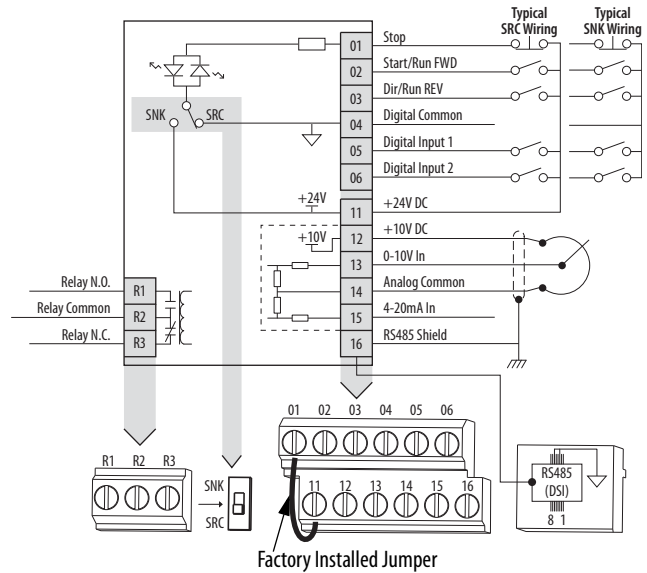 Typical
SRC Wiring
Typical
SNK Wiring
01
Stop
02
Start/Run FWD
03
Dir/Run REV
SNK
SRC
04
Digital Common
05
Digital Input 1
06
Digital Input 2
+24V
11
+24V DC
+10V
12
+10V DC
13
0-10V In
14
Analog Common
15
4-20mA In
16
RS485 Shield
Relay N.O.
R1
Relay Common
R2
Relay N.C.
R3
01 02 03 04 05 06
R1 R2 R3
SNK
SRC
11 12 13 14 15 16
RS485
(DSI)
8 1
Factory Installed Jumper